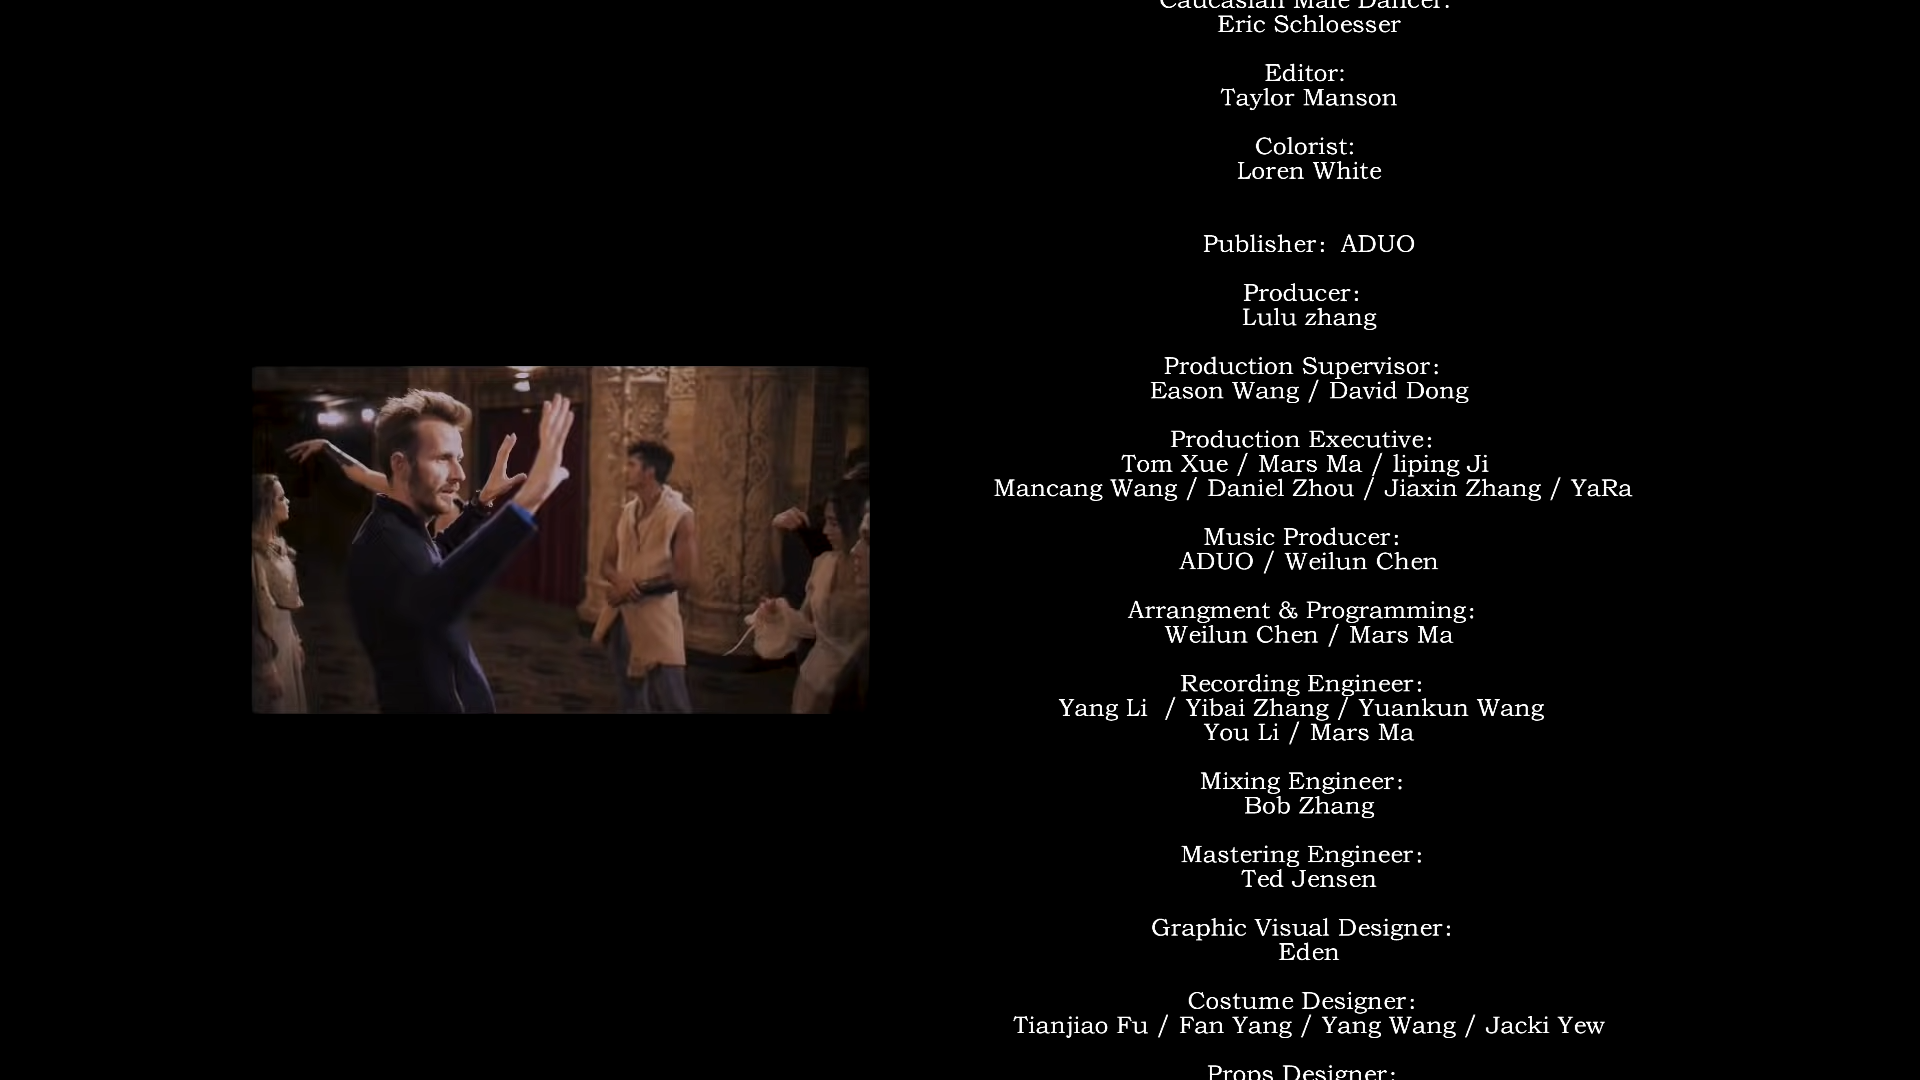 Caucasian Male Dancer:
Eric Schloesser
Editor:
Taylor Manson
Colorist:
Loren White
Publisher: ADUO
Producer:
Lulu zhang
Production Supervisor:
Eason Wang / David Dong
Production Executive:
Tom Xue / Mars Ma / liping Ji
Mancang Wang / Daniel Zhou / Jiaxin Zhang / YaRa
Music Producer:
ADUO / Weilun Chen
Arrangment & Programming:
Weilun Chen / Mars Ma
Recording Engineer:
Yang Li / Yibai Zhang / Yuankun Wang
You Li / Mars Ma
Mixing Engineer:
Bob Zhang
Mastering Engineer:
Ted Jensen
Graphic Visual Designer:
Eden
Costume Designer:
Tianjiao Fu / Fan Yang / Yang Wang / Jacki Yew
Props Designer: